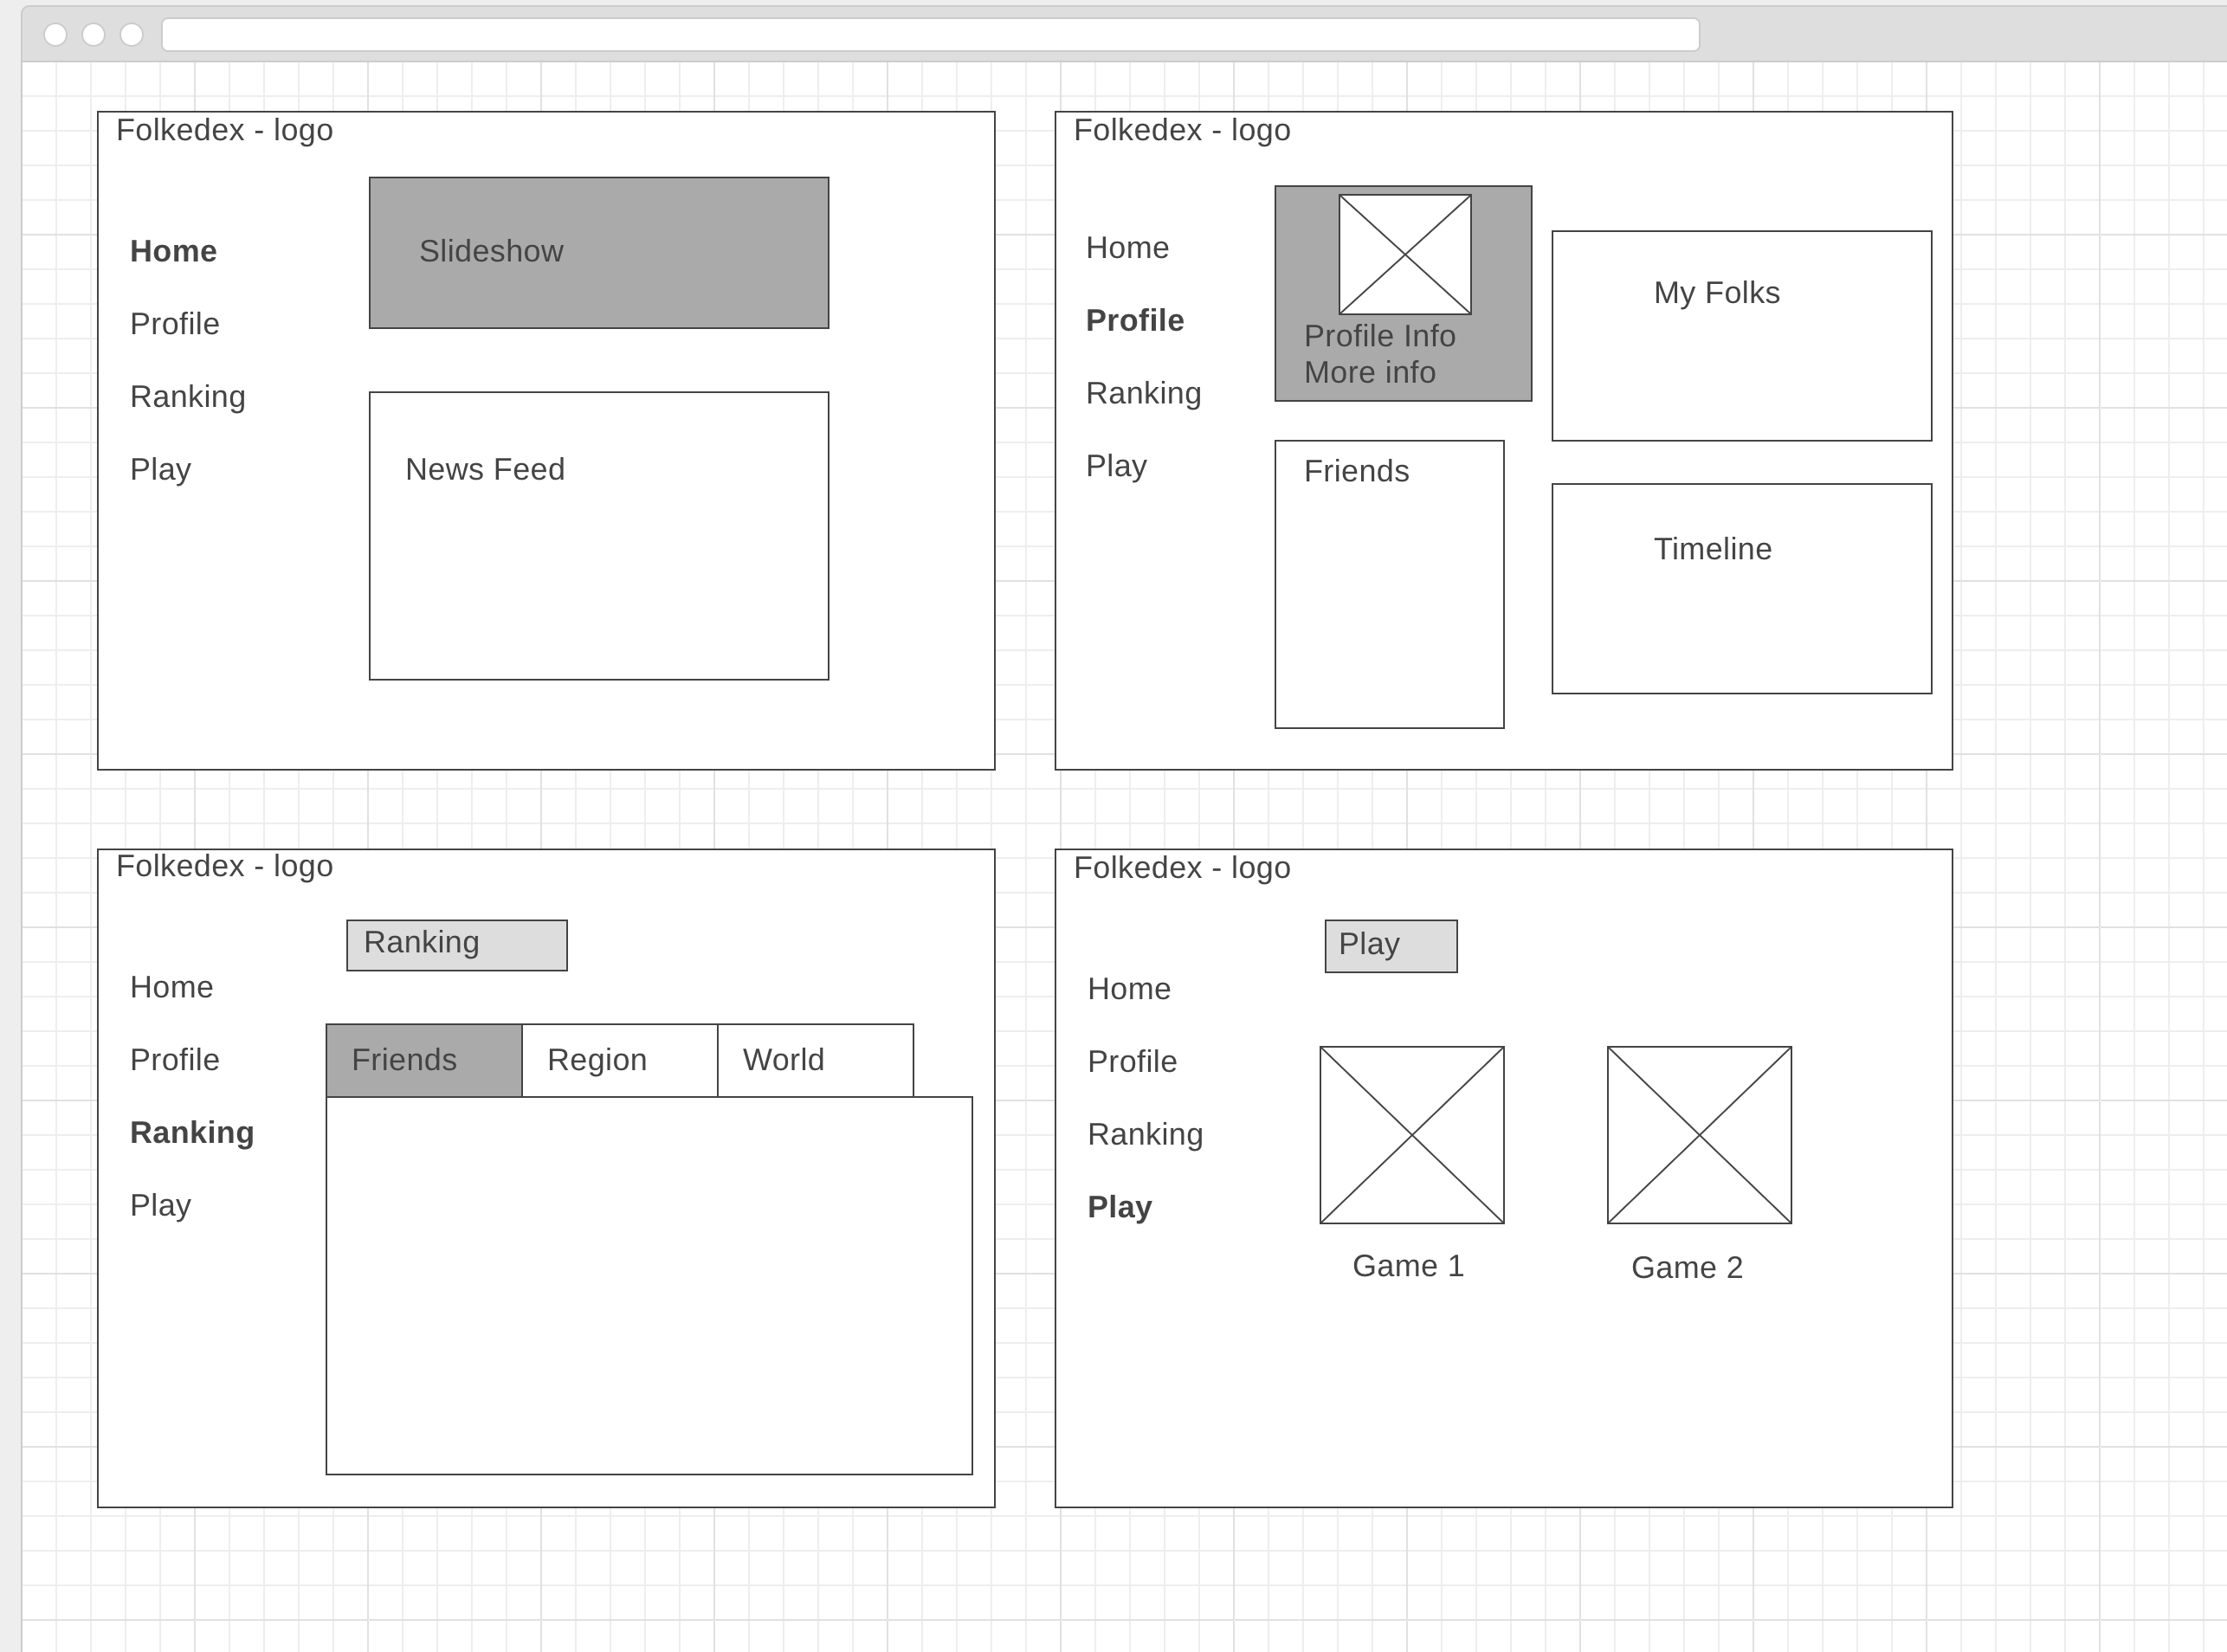 Folkedex - logo
Home
Profile
Ranking
Play
Slideshow
News Feed
Folkedex - logo
Home
Profile
Ranking
Play
Profile Info
More info
Friends
My Folks
Timeline
Folkedex - logo
Home
Profile
Ranking
Play
Ranking
Friends
Region
World
Folkedex - logo
Home
Profile
Ranking
Play
Play
Game 1
Game 2